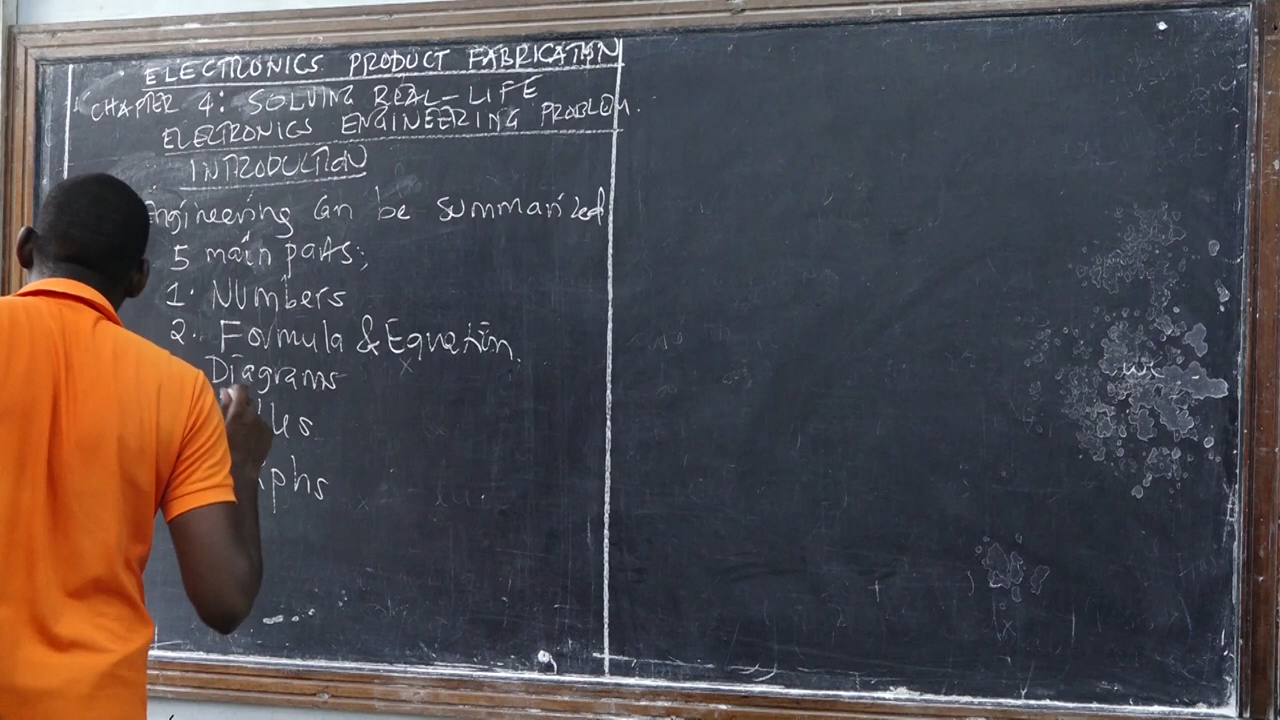 ELECTRONICS PRODUCT FABRICATION
CHAPTER 4: SOLVING REAL-LIFE
ELECTRONICS ENGINEERING PROBLEM.
INTRODUCTION
Engineering Can be summarized
5 main parts;
1. Numbers
2. Formula & Equation.
Diagrams